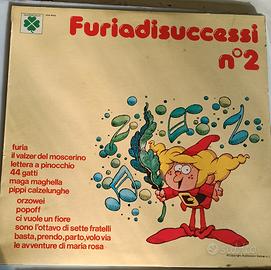 Furiadisuccessi
n°2
furia
il valzer del moscerino
lettera a pinocchio
44 gatti
maga maghella
pippi calzelunghe
orzowei
popoff
ci vuole un fiore
sono l'ottavo di sette fratelli
basta, prendo, parto, volo via
le avventure di maria rosa